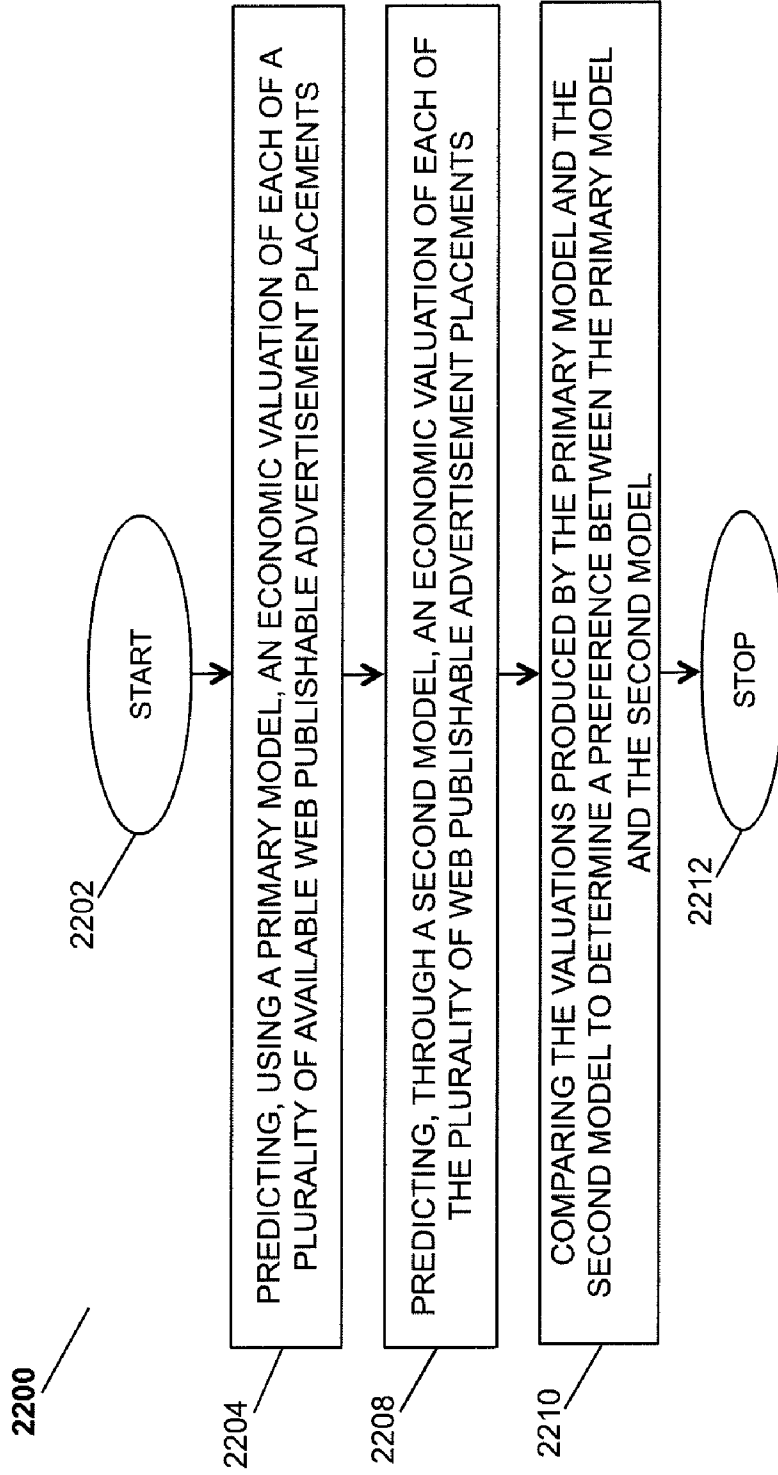 2200
2202
START
2204
PREDICTING, USING A PRIMARY MODEL, AN ECONOMIC VALUATION OF EACH OF A
PLURALITY OF AVAILABLE WEB PUBLISHABLE ADVERTISEMENT PLACEMENTS
2208
PREDICTING, THROUGH A SECOND MODEL, AN ECONOMIC VALUATION OF EACH OF
THE PLURALITY OF WEB PUBLISHABLE ADVERTISEMENT PLACEMENTS
2210
COMPARING THE VALUATIONS PRODUCED BY THE PRIMARY MODEL AND THE
SECOND MODEL TO DETERMINE A PREFERENCE BETWEEN THE PRIMARY MODEL
AND THE SECOND MODEL
2212
STOP